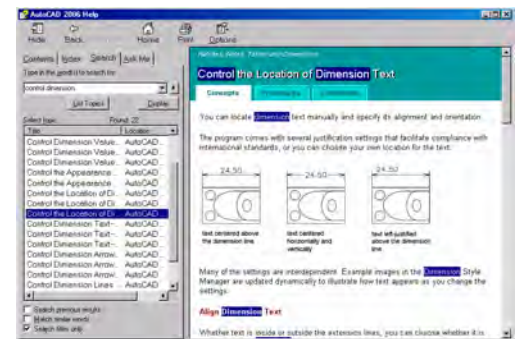 AutoCAD 2006 Help
Hide Back Home Print Options
Contents Index Search Ask Me
Type in the word(s) to search for:
control dimension
List Topics Display
Select topic: Found: 22
Title Location
Control Dimension Value... AutoCAD...
Control Dimension Value... AutoCAD...
Control the Appearance ... AutoCAD...
Control the Appearance ... AutoCAD...
Control the Location of Di... AutoCAD...
Control the Location of Di... AutoCAD...
Control the Location of Di... AutoCAD...
Control Dimension Text-... AutoCAD...
Control Dimension Text-... AutoCAD...
Control Dimension Arrow... AutoCAD...
Control Dimension Arrow... AutoCAD...
Control Dimension Lines AutoCAD...
Search previous results
Match similar words
Search titles only
Control the Location of Dimension Text
Concepts
You can locate dimension text manually and specify its alignment and orientation.
The program comes with several justification settings that facilitate compliance with
international standards, or you can choose your own location for the text.
24.50 24.50 24.50
text centered above
the dimension line
text centered
horizontally and
vertically
text left-justified
above the dimension
line
Many of the settings are interdependent. Example images in the Dimension Style
Manager are updated dynamically to illustrate how text appears as you change the
settings.
Align Dimension Text
Whether text is inside or outside the extension lines, you can choose whether it is